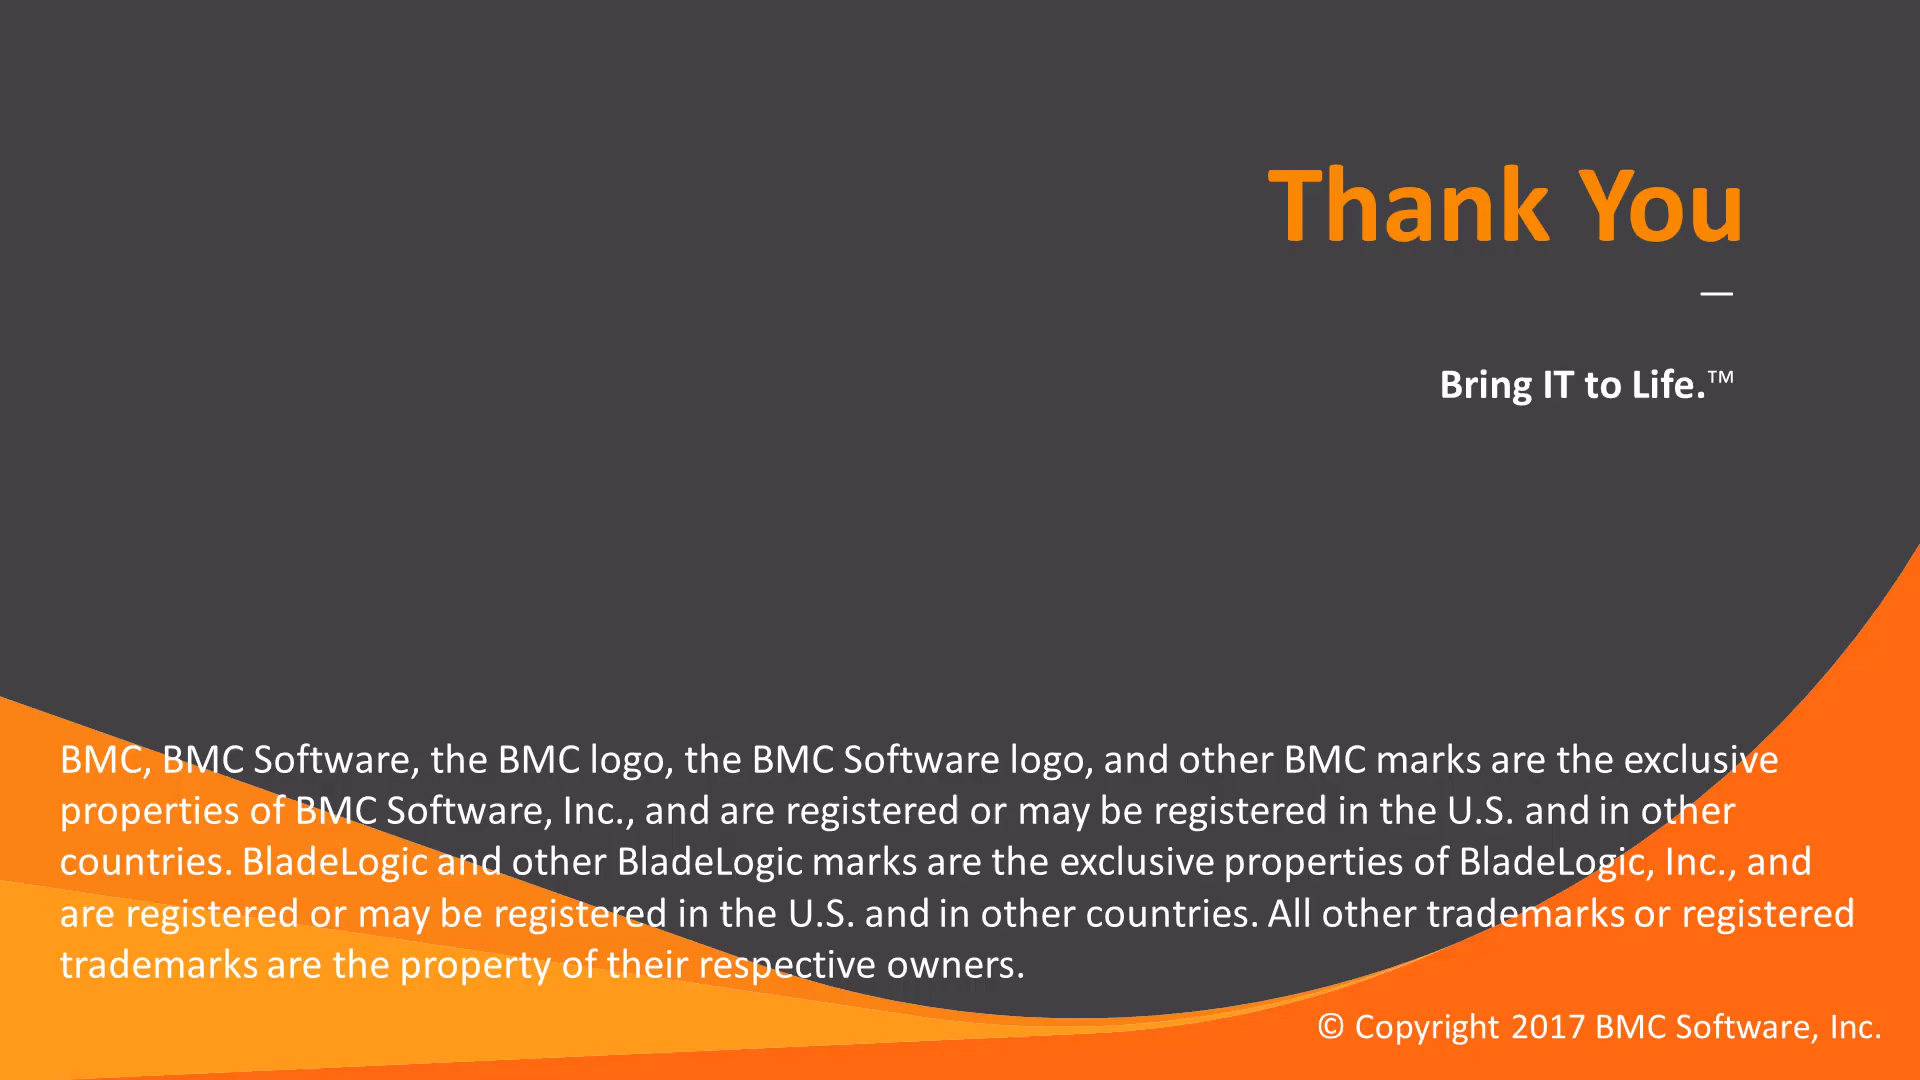 Thank You
Bring IT to Life.™
BMC, BMC Software, the BMC logo, the BMC Software logo, and other BMC marks are the exclusive
properties of BMC Software, Inc., and are registered or may be registered in the U.S. and in other
countries. BladeLogic and other BladeLogic marks are the exclusive properties of BladeLogic, Inc., and
are registered or may be registered in the U.S. and in other countries. All other trademarks or registered
trademarks are the property of their respective owners.
© Copyright 2017 BMC Software, Inc.